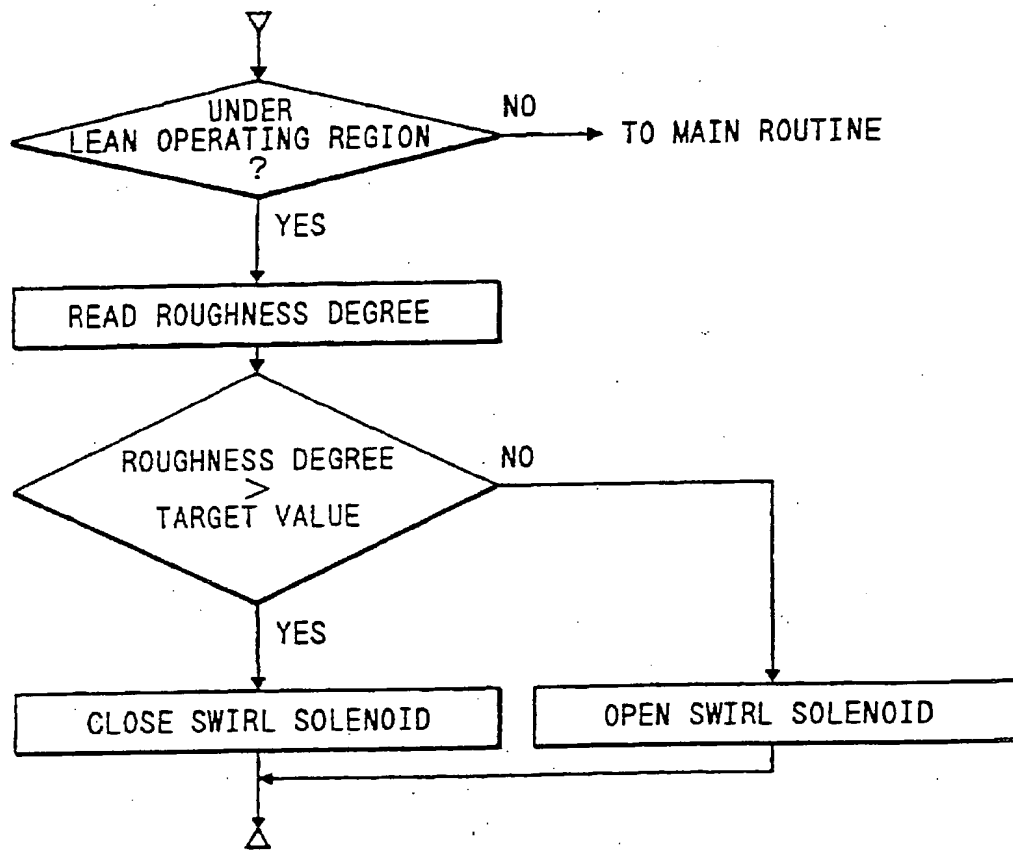 UNDER
LEAN OPERATING REGION
?
NO
TO MAIN ROUTINE
YES
READ ROUGHNESS DEGREE
ROUGHNESS DEGREE
>
TARGET VALUE
NO
YES
CLOSE SWIRL SOLENOID
OPEN SWIRL SOLENOID